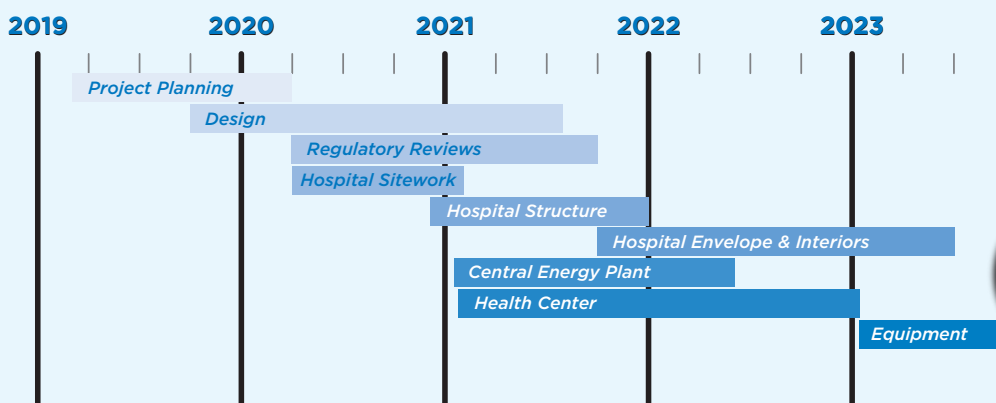 2019 2020 2021 2022 2023
Project Planning
Design
Regulatory Reviews
Hospital Sitework
Hospital Structure
Hospital Envelope & Interiors
Central Energy Plant
Health Center
Equipment